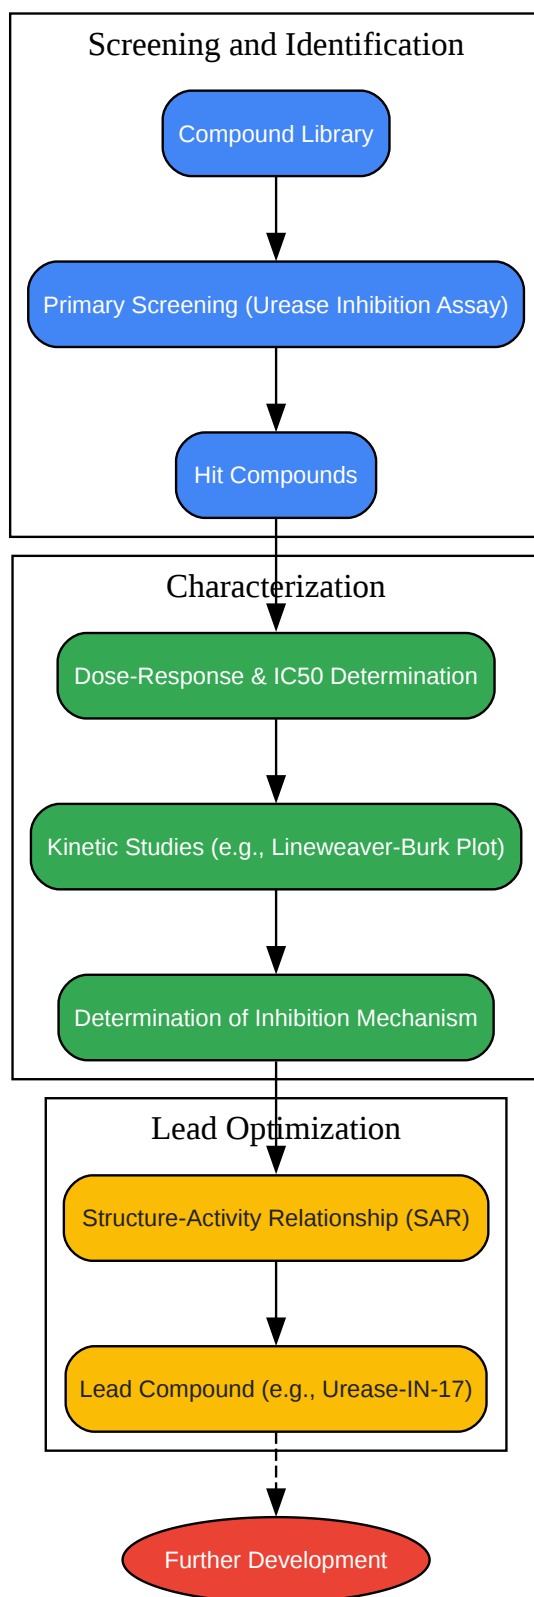 Screening and Identification
Compound Library
Primary Screening (Urease Inhibition Assay)
Hit Compounds
Characterization
Dose-Response & IC50 Determination
Kinetic Studies (e.g., Lineweaver-Burk Plot)
Determination of Inhibition Mechanism
Lead Optimization
Structure-Activity Relationship (SAR)
Lead Compound (e.g., Urease-IN-17)
Further Development